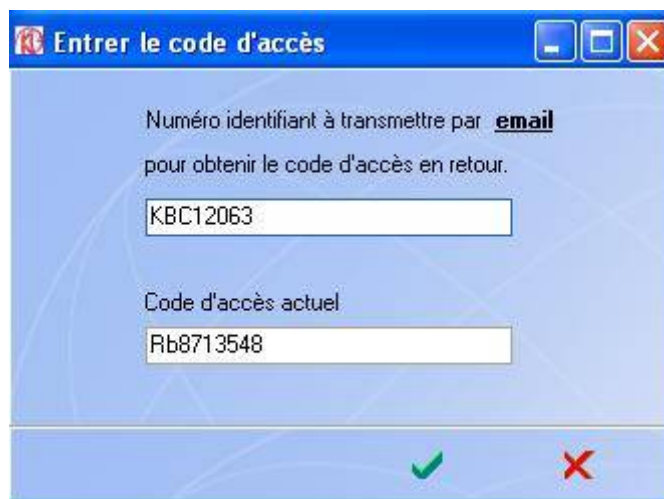 Entrer le code d'accès
Numéro identifiant à transmettre par email
pour obtenir le code d'accès en retour.
KBC12063
Code d'accès actuel
Rb8713548